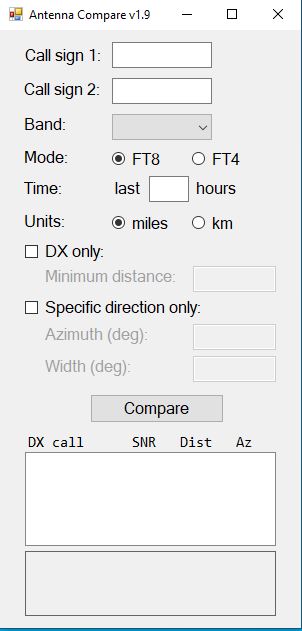 Antenna Compare v1.9
Call sign 1:
Call sign 2:
Band:
Mode: FT8 FT4
Time: last hours
Units: miles km
DX only:
Minimum distance:
Specific direction only:
Azimuth (deg):
Width (deg):
Compare
DX call SNR Dist Az